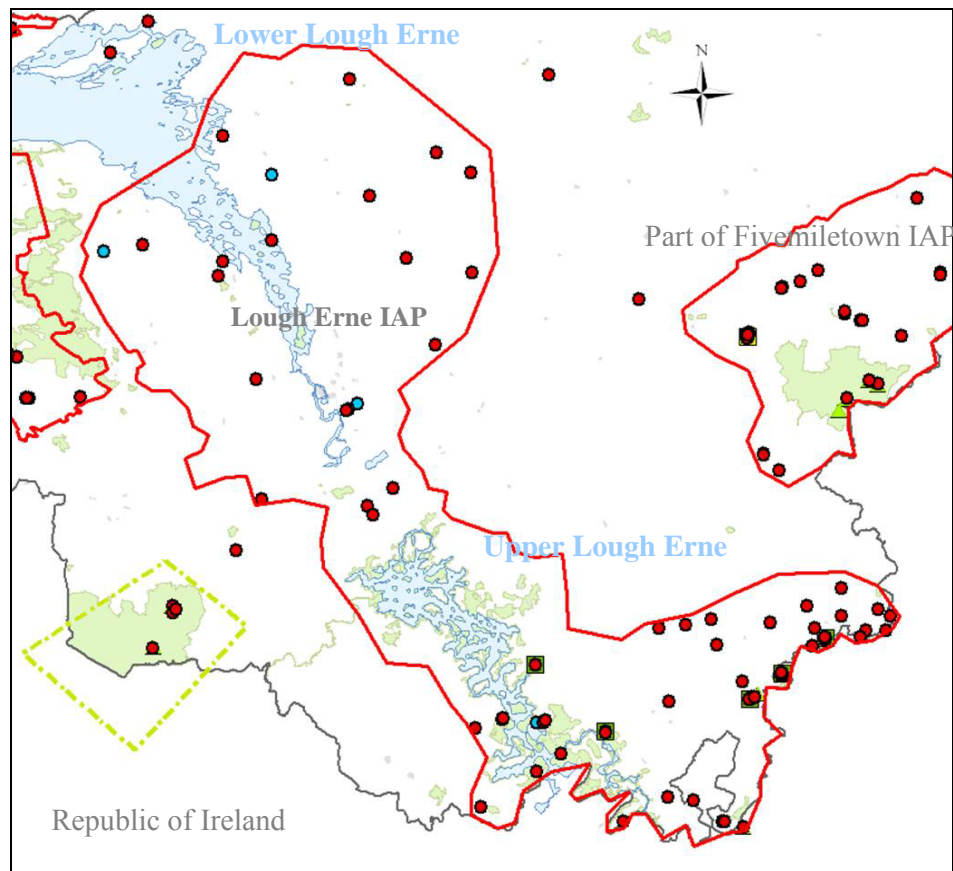 Lower Lough Erne
N
Part of Fivemiletown IAP
Lough Erne IAP
Upper Lough Erne
Republic of Ireland